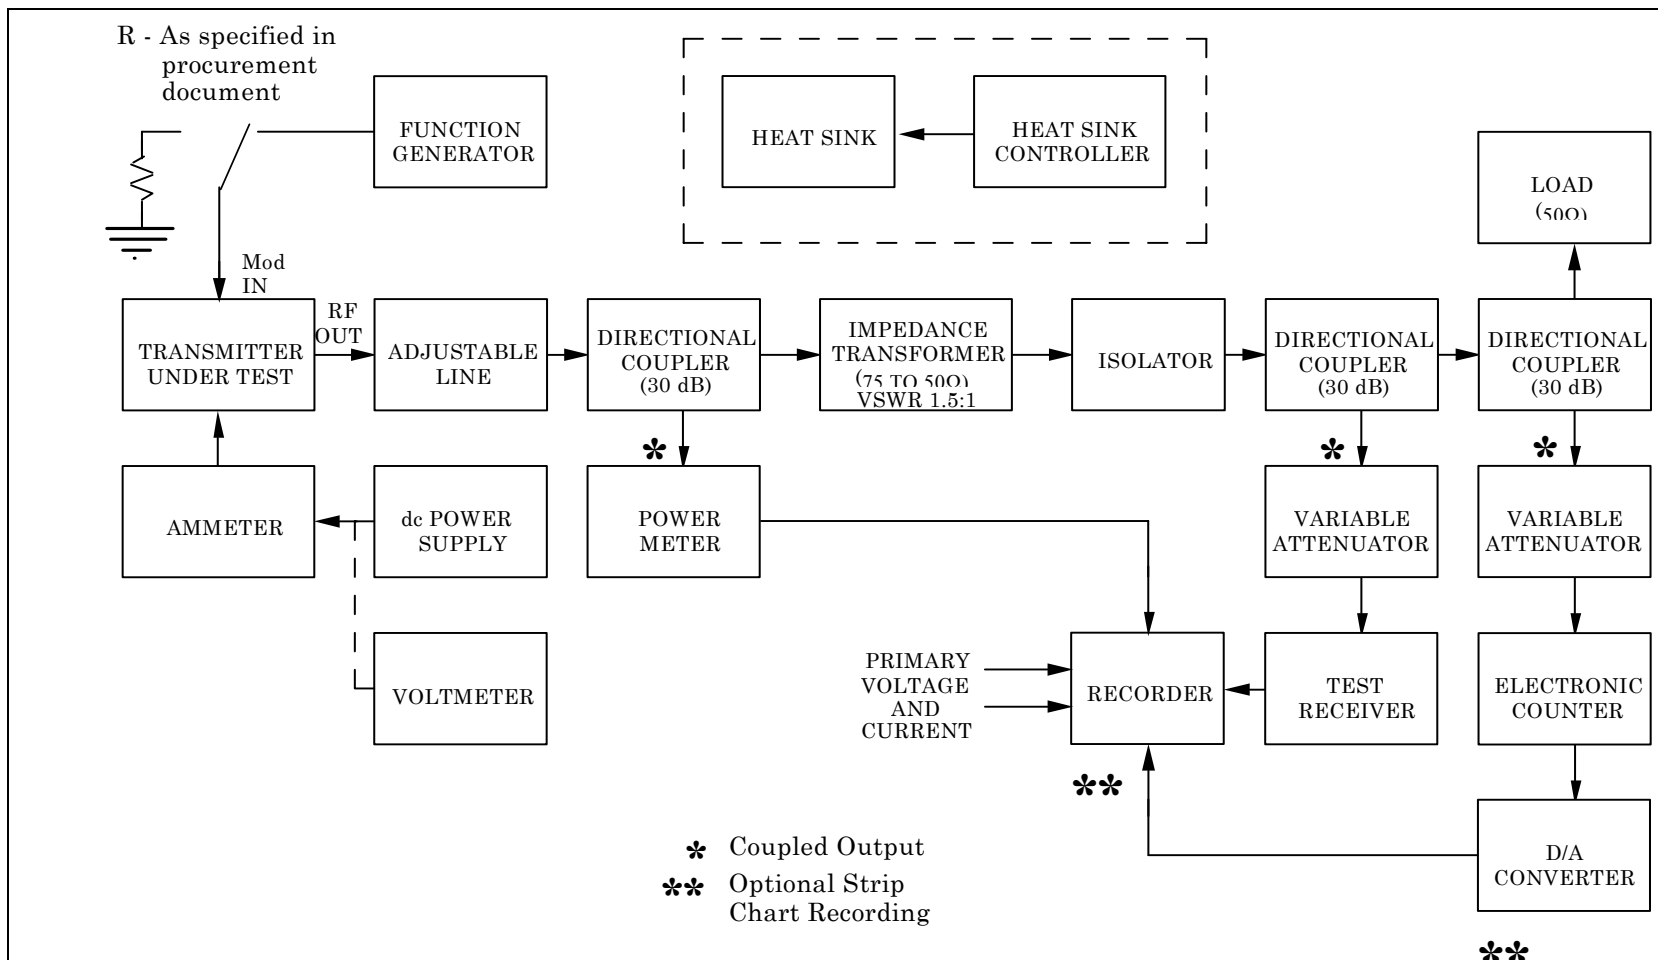 R - As specified in
procurement
document
FUNCTION
GENERATOR
HEAT SINK
HEAT SINK
CONTROLLER
LOAD
(50Ω)
Mod
IN
RF
OUT
TRANSMITTER
UNDER TEST
ADJUSTABLE
LINE
DIRECTIONAL
COUPLER
(30 dB)
IMPEDANCE
TRANSFORMER
(75 TO 50Ω)
VSWR 1.5:1
ISOLATOR
DIRECTIONAL
COUPLER
(30 dB)
DIRECTIONAL
COUPLER
(30 dB)
*
*
*
AMMETER
dc POWER
SUPPLY
POWER
METER
VARIABLE
ATTENUATOR
VARIABLE
ATTENUATOR
VOLTMETER
PRIMARY
VOLTAGE
AND
CURRENT
RECORDER
TEST
RECEIVER
ELECTRONIC
COUNTER
**
D/A
CONVERTER
* Coupled Output
** Optional Strip
Chart Recording
**